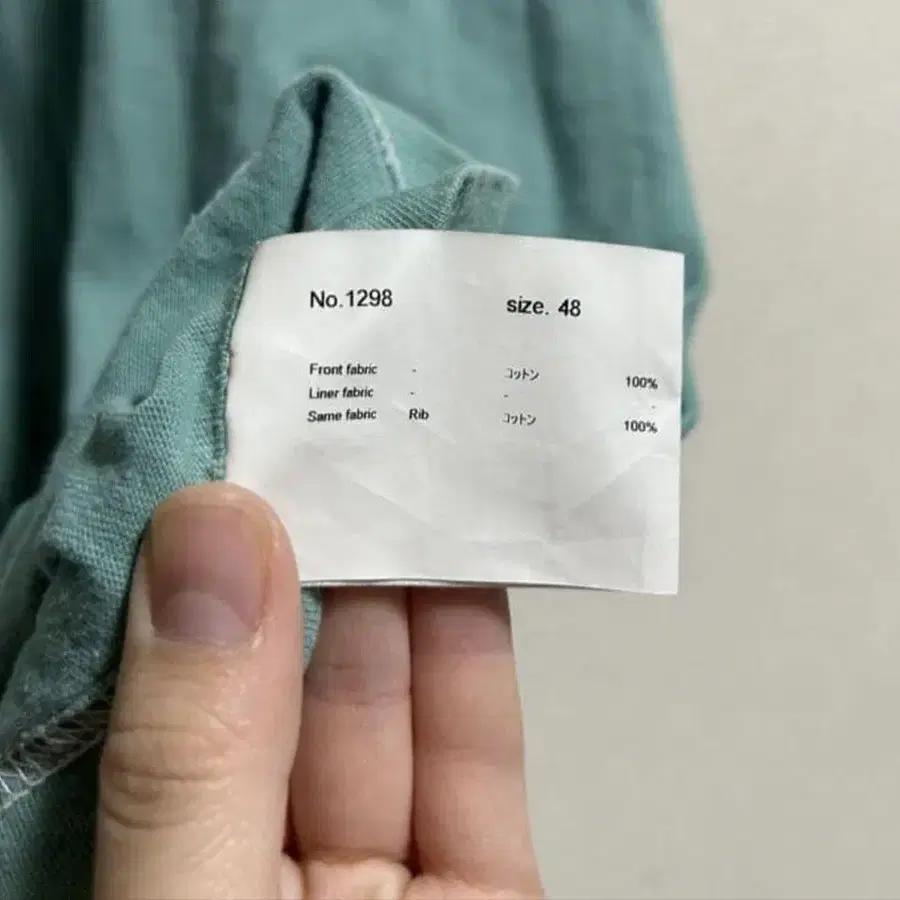 No.1298 size. 48
Front fabric - コットン 100%
Liner fabric - - -
Same fabric Rib コットン 100%